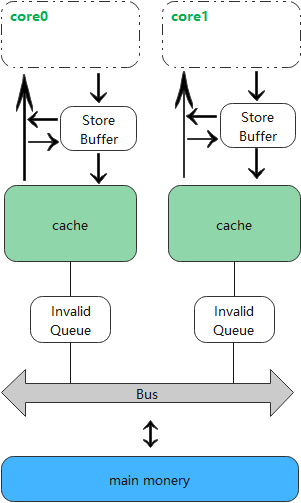 core0
core1
Store
Buffer
Store
Buffer
cache
cache
Invalid
Queue
Invalid
Queue
Bus
main monery